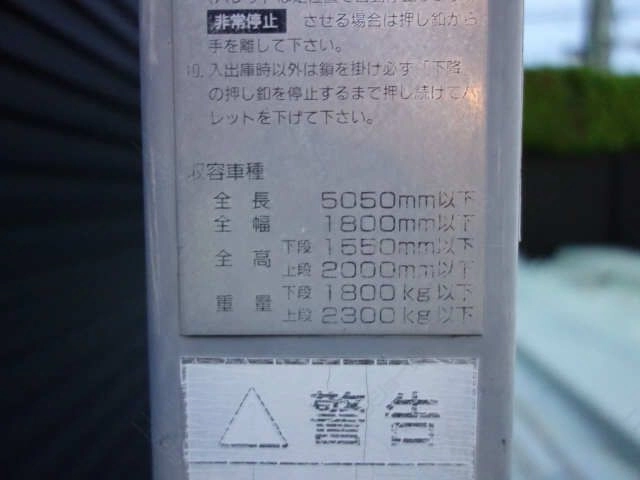 非常停止 させる場合は押し釦から
手を離して下さい。
10. 入出庫時以外は鎖を掛け必ず「下降
の押し釦を停止するまで押し続けてパ
レットを下げて下さい。
収容車種
全長 5050mm以下
全幅 1800mm以下
全高 下段 1550mm以下
上段 2000mm以下
重量 下段 1800kg以下
上段 2300kg以下
警告